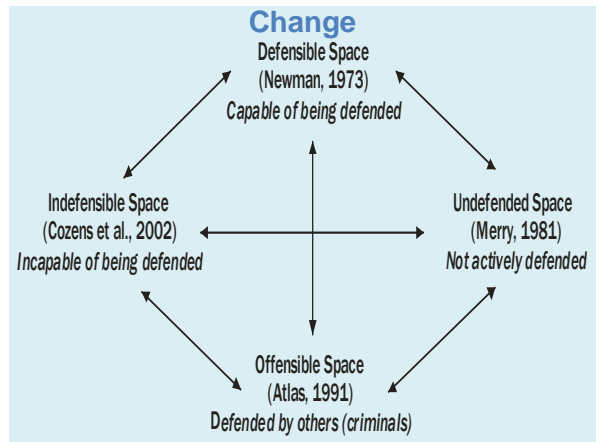 Change
Defensible Space
(Newman, 1973)
Capable of being defended
Indefensible Space
(Cozens et al., 2002)
Incapable of being defended
Undefended Space
(Merry, 1981)
Not actively defended
Offensible Space
(Atlas, 1991)
Defended by others (criminals)